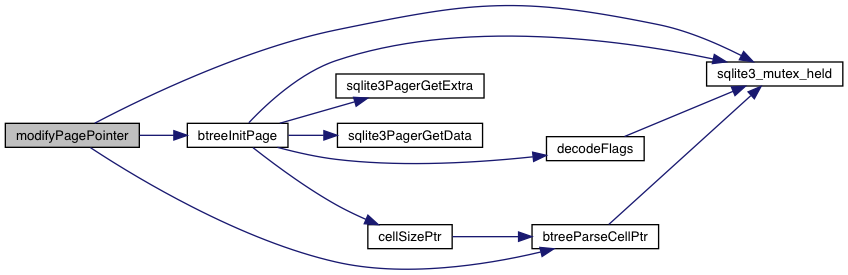 sqlite3_mutex_held
sqlite3PagerGetExtra
modifyPagePointer
btreeInitPage
sqlite3PagerGetData
decodeFlags
cellSizePtr
btreeParseCellPtr